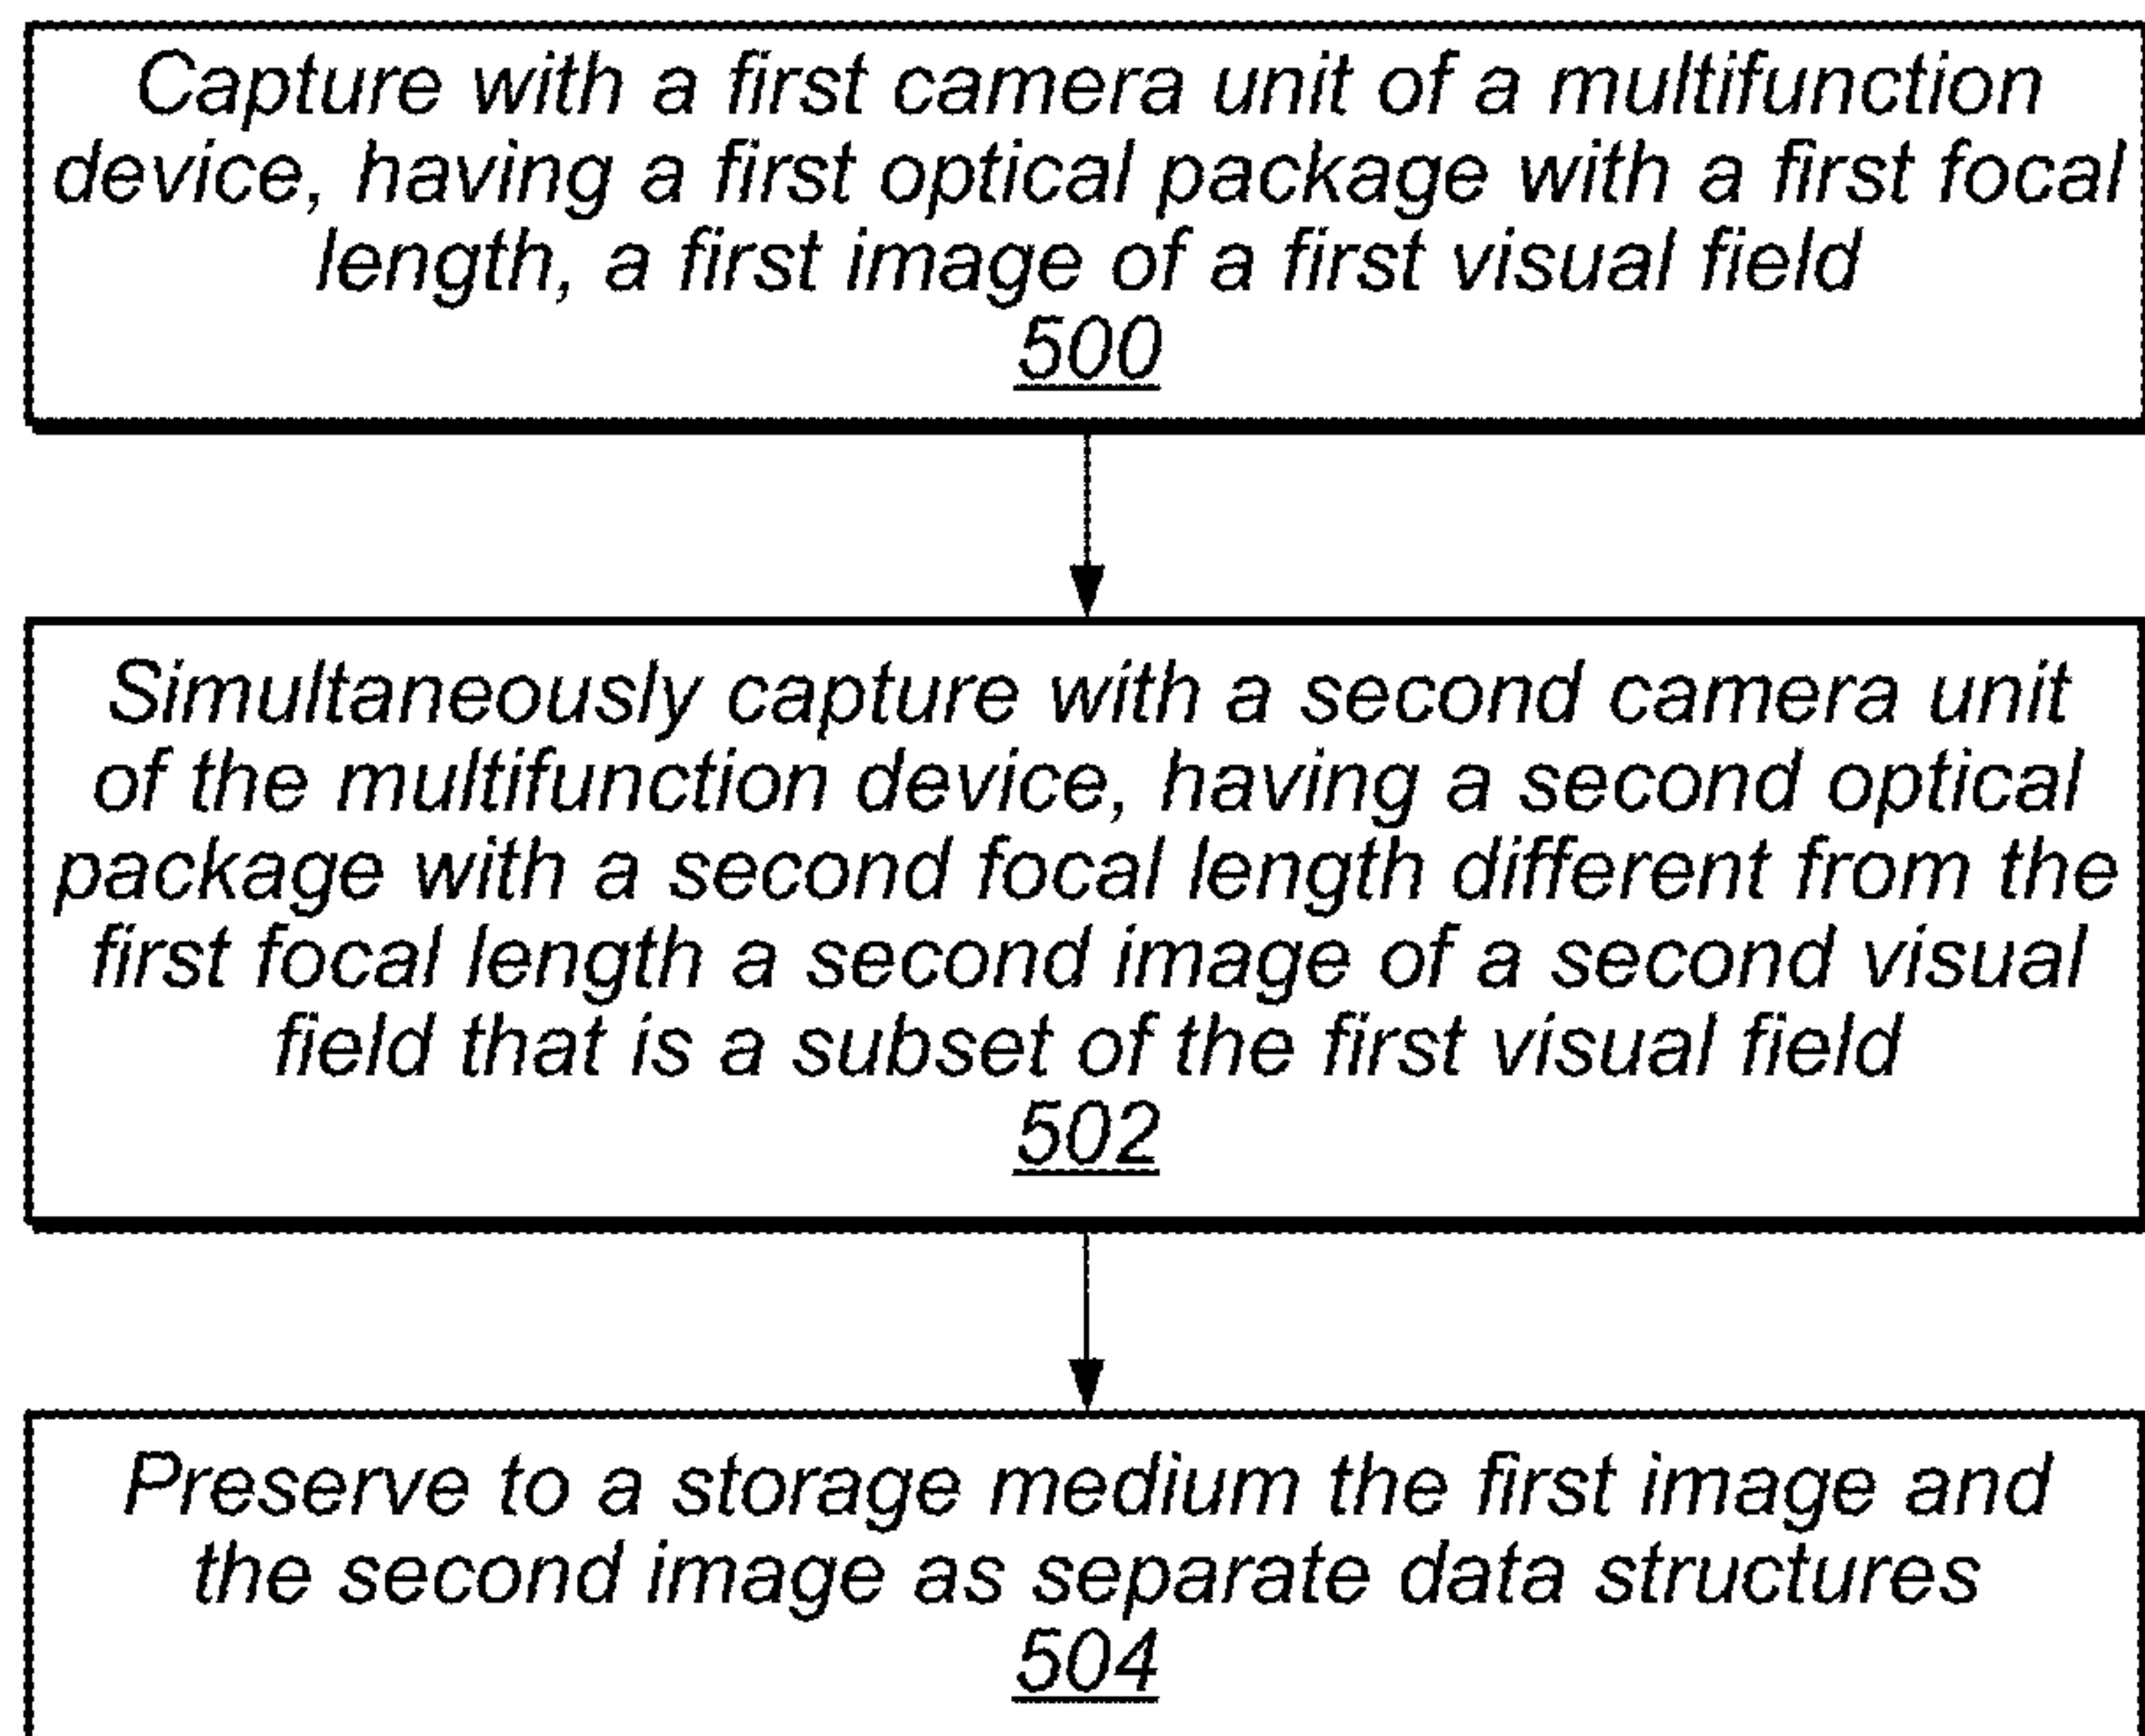 Capture with a first camera unit of a multifunction
device, having a first optical package with a first focal
length, a first image of a first visual field
500
Simultaneously capture with a second camera unit
of the multifunction device, having a second optical
package with a second focal length different from the
first focal length a second image of a second visual
field that is a subset of the first visual field
502
Preserve to a storage medium the first image and
the second image as separate data structures
504